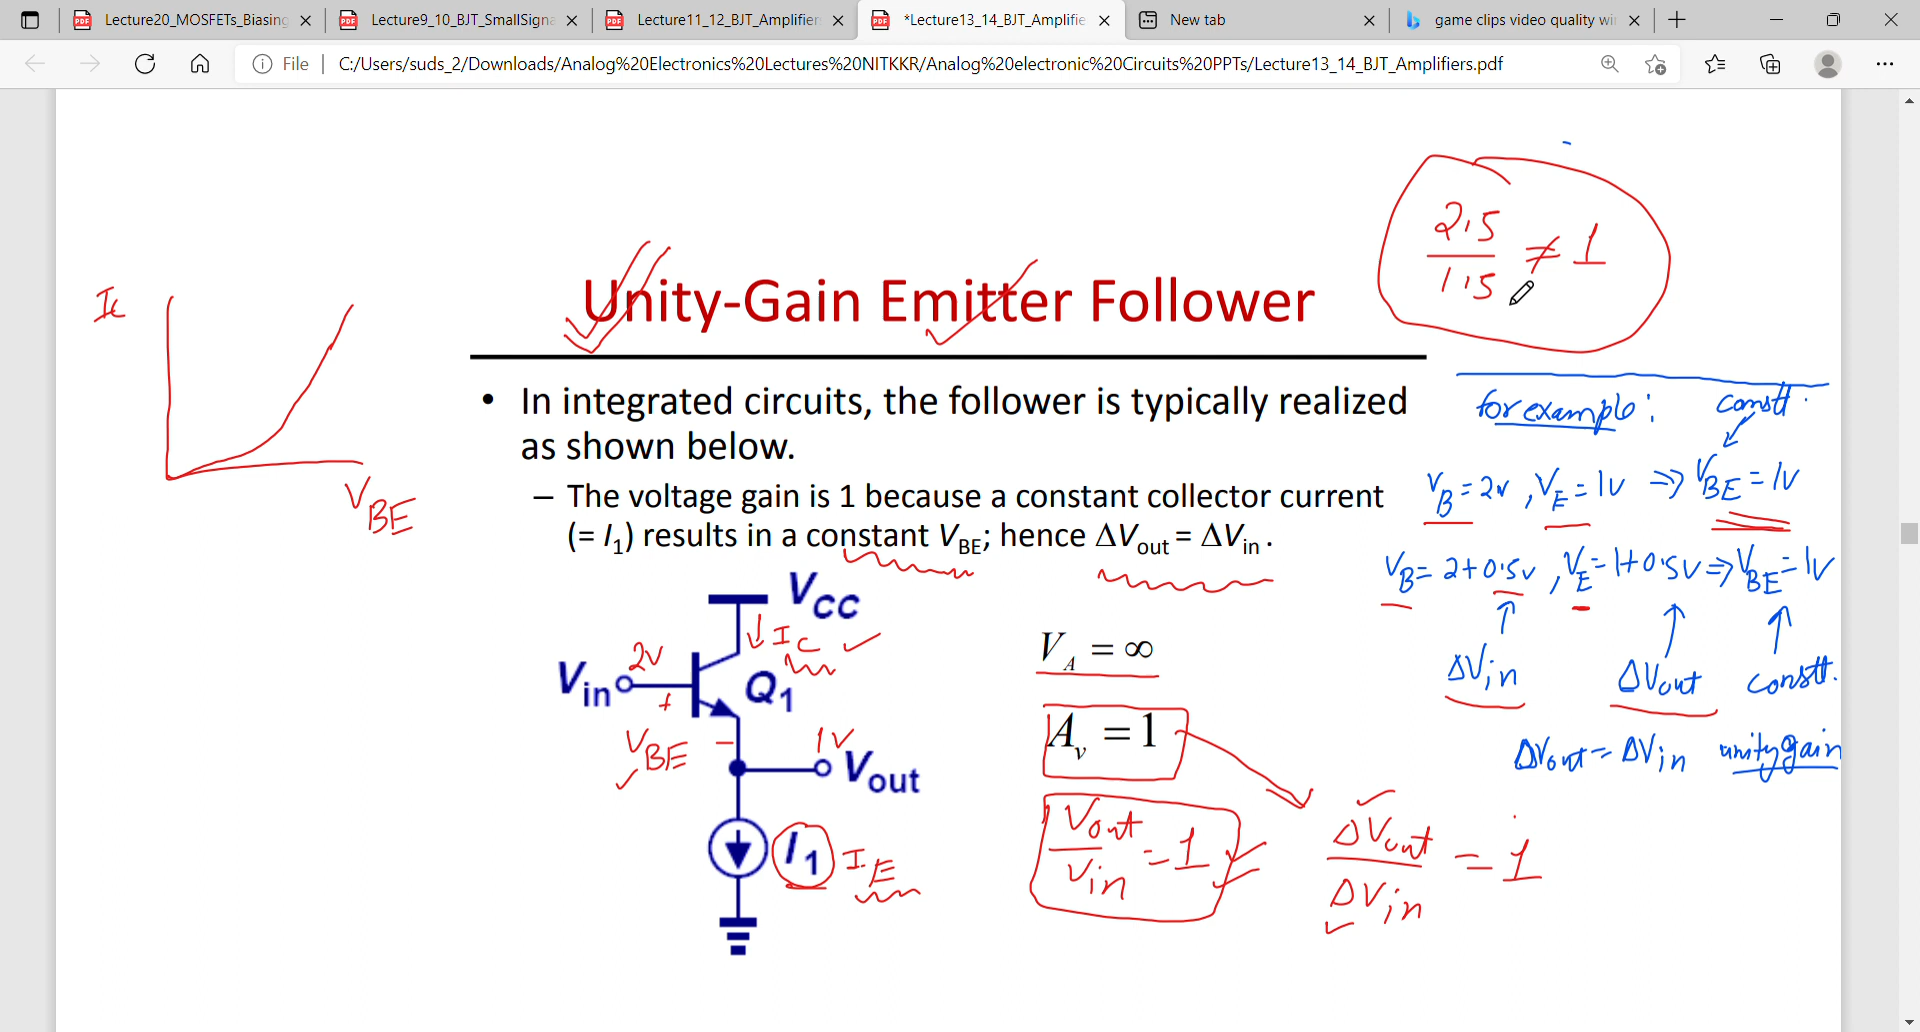 Lecture20_MOSFETs_Biasing
Lecture9_10_BJT_SmallSigna
Lecture11_12_BJT_Amplifier
*Lecture13_14_BJT_Amplifie
New tab
game clips video quality wi
File
C:/Users/suds_2/Downloads/Analog%20Electronics%20Lectures%20NITKKR/Analog%20electronic%20Circuits%20PPTs/Lecture13_14_BJT_Amplifiers.pdf
2.5/1.5 ≠ 1
IC
VBE
Unity-Gain Emitter Follower
• In integrated circuits, the follower is typically realized
as shown below.
– The voltage gain is 1 because a constant collector current
(= I1) results in a constant VBE; hence ΔVout = ΔVin .
for example: constt.
VB = 2V , VE = 1V ⇒ VBE = 1V
VB = 2+0.5V , VE = 1+0.5V ⇒ VBE = 1V
ΔVin ΔVout constt.
ΔVout = ΔVin unity gain
VCC
IC
2V
Vin
+
Q1
VBE
–
1V
Vout
I1
IE
VA = ∞
Av = 1
Vout/Vin = 1
ΔVout/ΔVin = 1